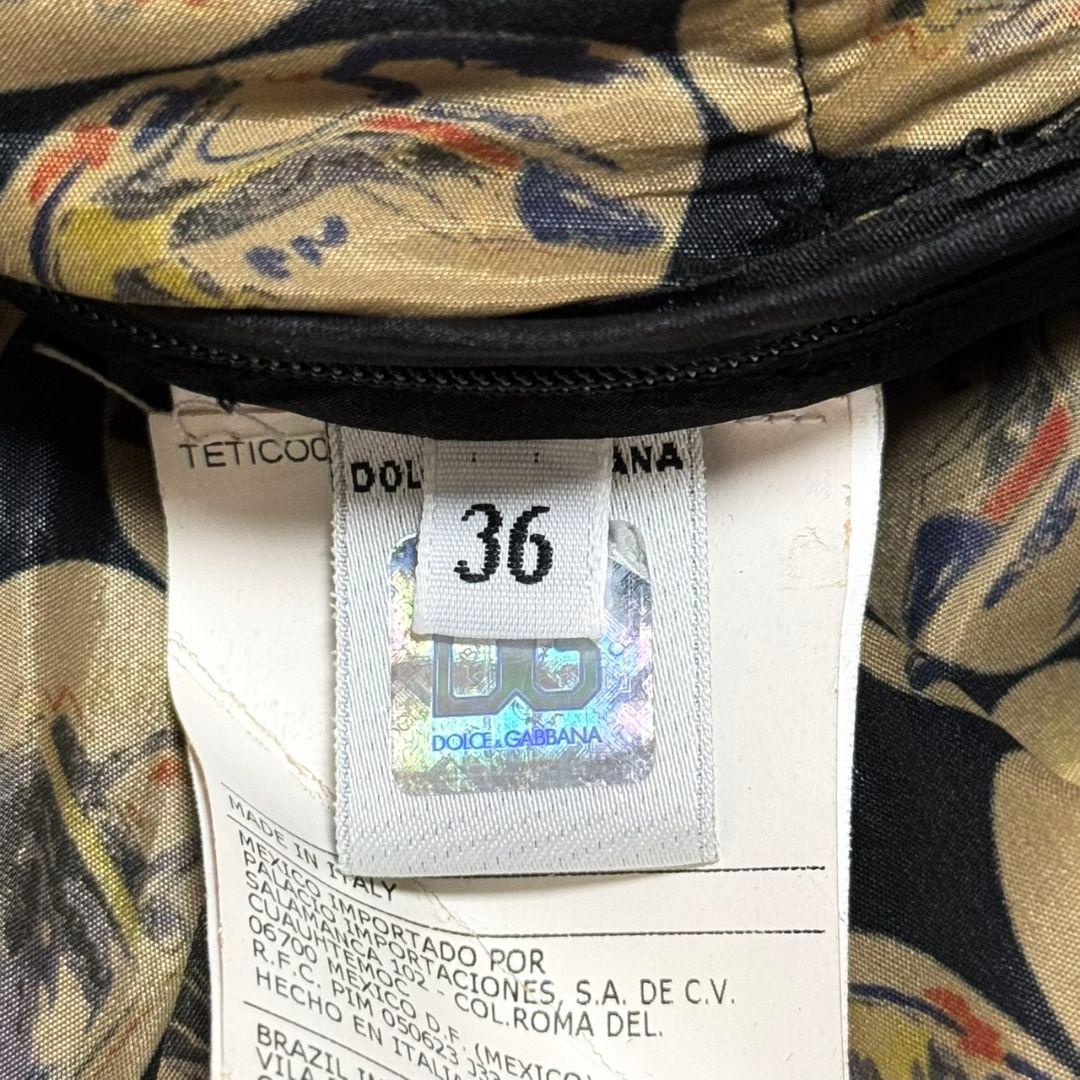 TETICOO
DOL ANA
36
DG
DOLCE & GABBANA
MADE IN ITALY
MEXICO IMPORTADO POR
PALACIO IMPORTACIONES, S.A. DE C.V.
SALAMANCA 102 - COL.ROMA DEL.
CUAUHTEMOC
06700 MEXICO D.F. (MEXICO)
R.F.C. PIM 050623
HECHO EN ITALIA
BRAZIL
VILA